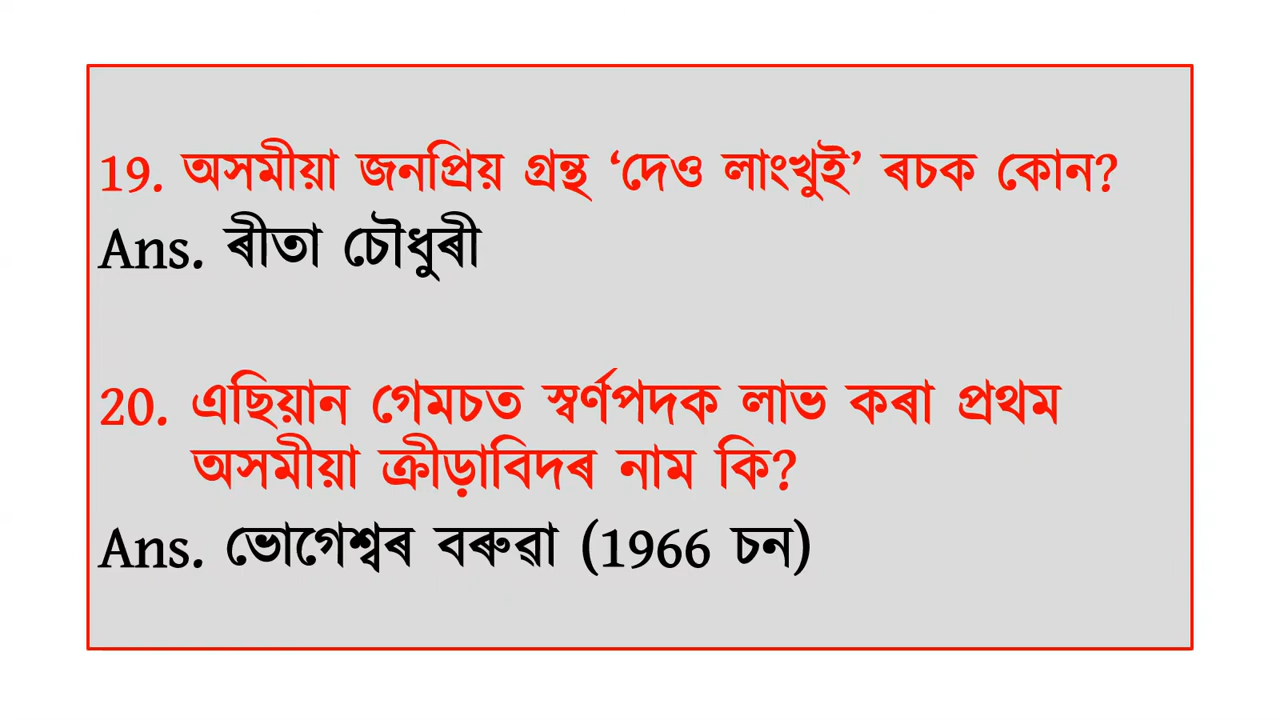 19. অসমীয়া জনপ্ৰিয় গ্ৰন্থ ‘দেও লাংখুই’ ৰচক কোন?
Ans. ৰীতা চৌধুৰী
20. এছিয়ান গেমচত স্বৰ্ণপদক লাভ কৰা প্ৰথম
অসমীয়া ক্ৰীড়াবিদৰ নাম কি?
Ans. ভোগেশ্বৰ বৰুৱা (1966 চন)